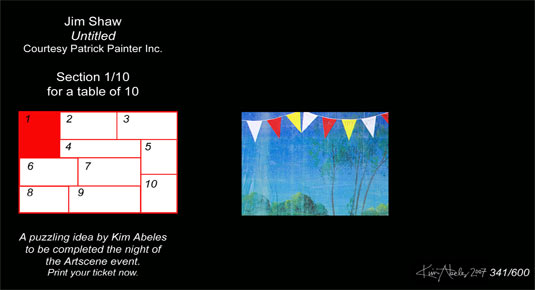 Jim Shaw
Untitled
Courtesy Patrick Painter Inc.
Section 1/10
for a table of 10
1
2
3
4
5
6
7
8
9
10
A puzzling idea by Kim Abeles
to be completed the night of
the Artscene event.
Print your ticket now.
Kim Abeles 2007 341/600